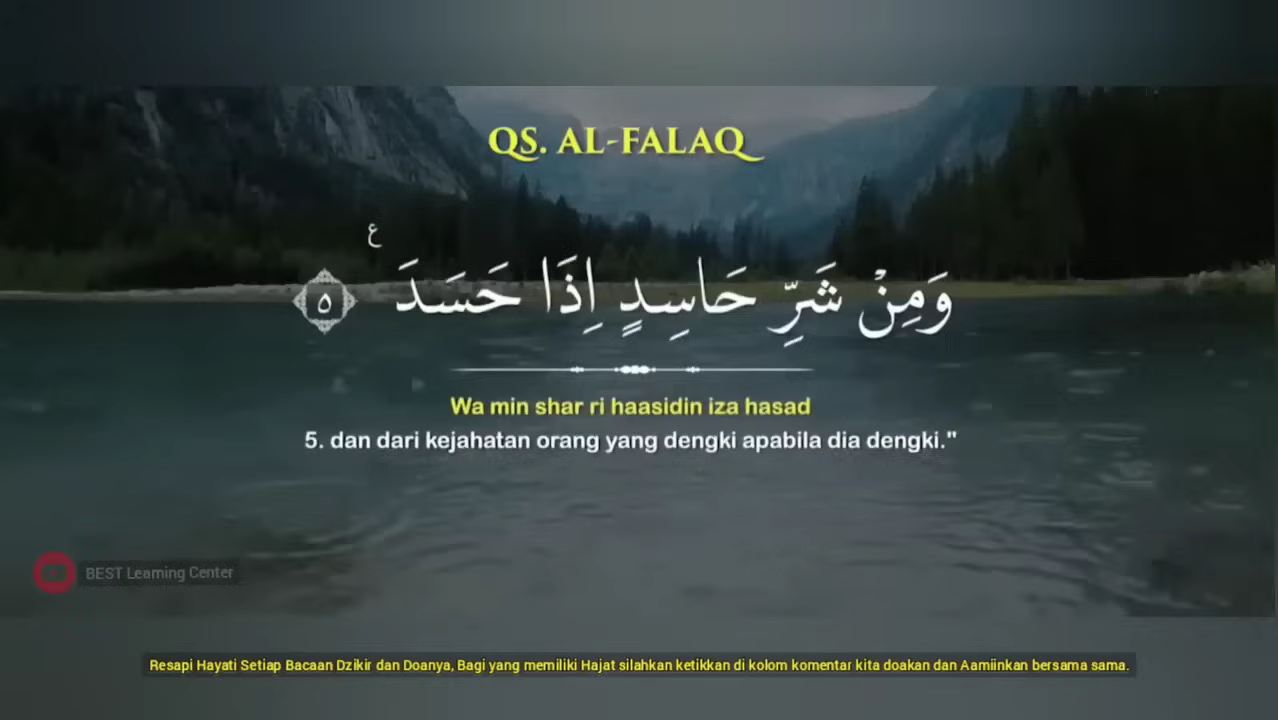 QS. AL-FALAQ
ع
وَمِنْ شَرِّ حَاسِدٍ اِذَا حَسَدَ ٥
Wa min shar ri haasidin iza hasad
5. dan dari kejahatan orang yang dengki apabila dia dengki."
BEST Learning Center
Resapi Hayati Setiap Bacaan Dzikir dan Doanya, Bagi yang memiliki Hajat silahkan ketikkan di kolom komentar kita doakan dan Aamiinkan bersama sama.